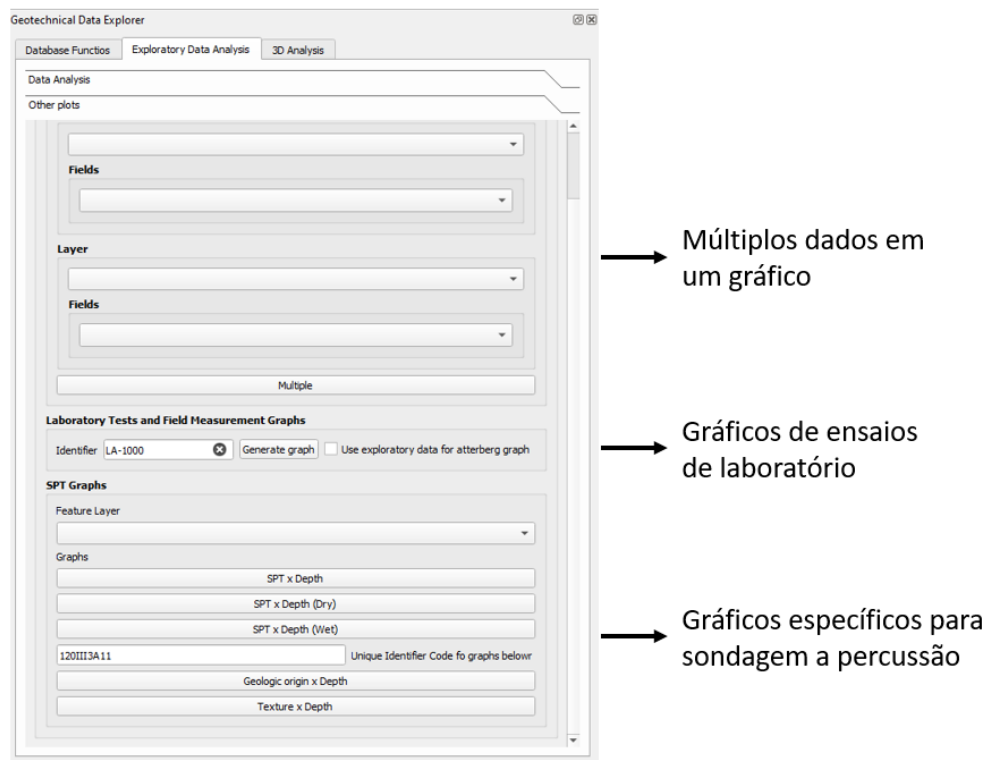 Geotechnical Data Explorer
Database Functios
Exploratory Data Analysis
3D Analysis
Data Analysis
Other plots
Fields
Layer
Fields
Multiple
Laboratory Tests and Field Measurement Graphs
Identifier LA-1000 Generate graph Use exploratory data for atterberg graph
SPT Graphs
Feature Layer
Graphs
SPT x Depth
SPT x Depth (Dry)
SPT x Depth (Wet)
120III3A11 Unique Identifier Code fo graphs belowr
Geologic origin x Depth
Texture x Depth
Múltiplos dados em
um gráfico
Gráficos de ensaios
de laboratório
Gráficos específicos para
sondagem a percussão